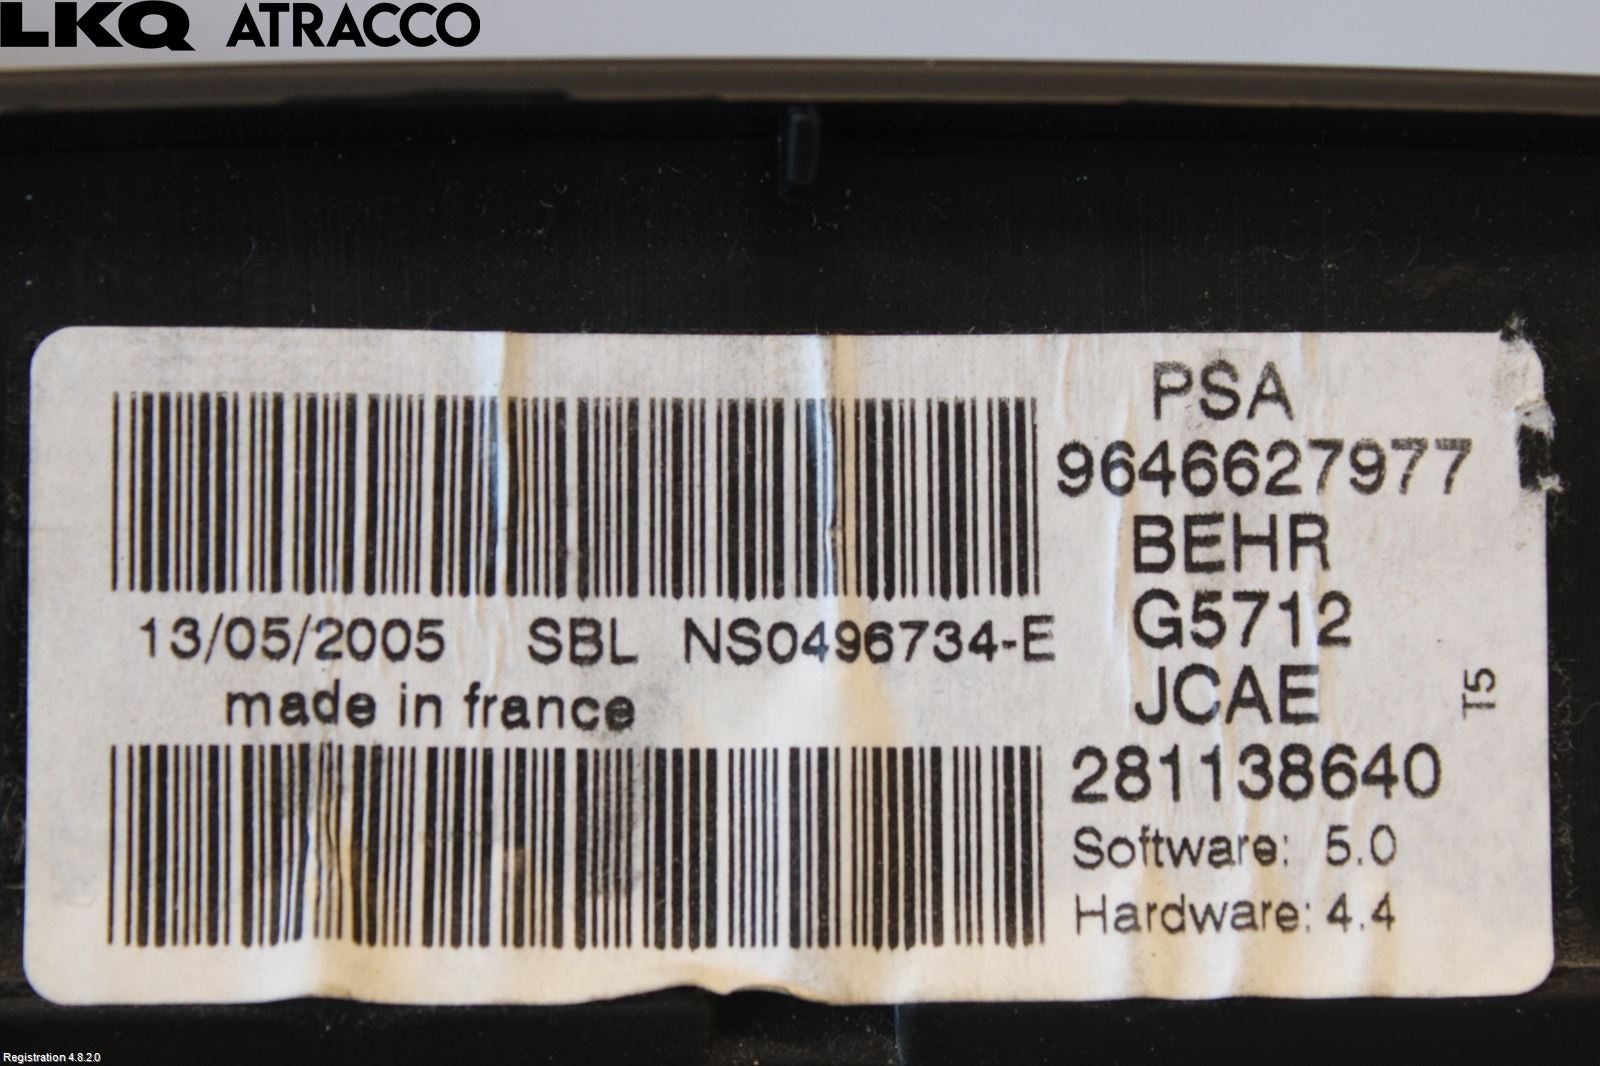 LKQ ATRACCO
PSA
9646627977
BEHR
G5712
JCAE
281138640
Software: 5.0
Hardware: 4.4
T5
13/05/2005 SBL NS0496734-E
made in france
Registration 4.8.2.0